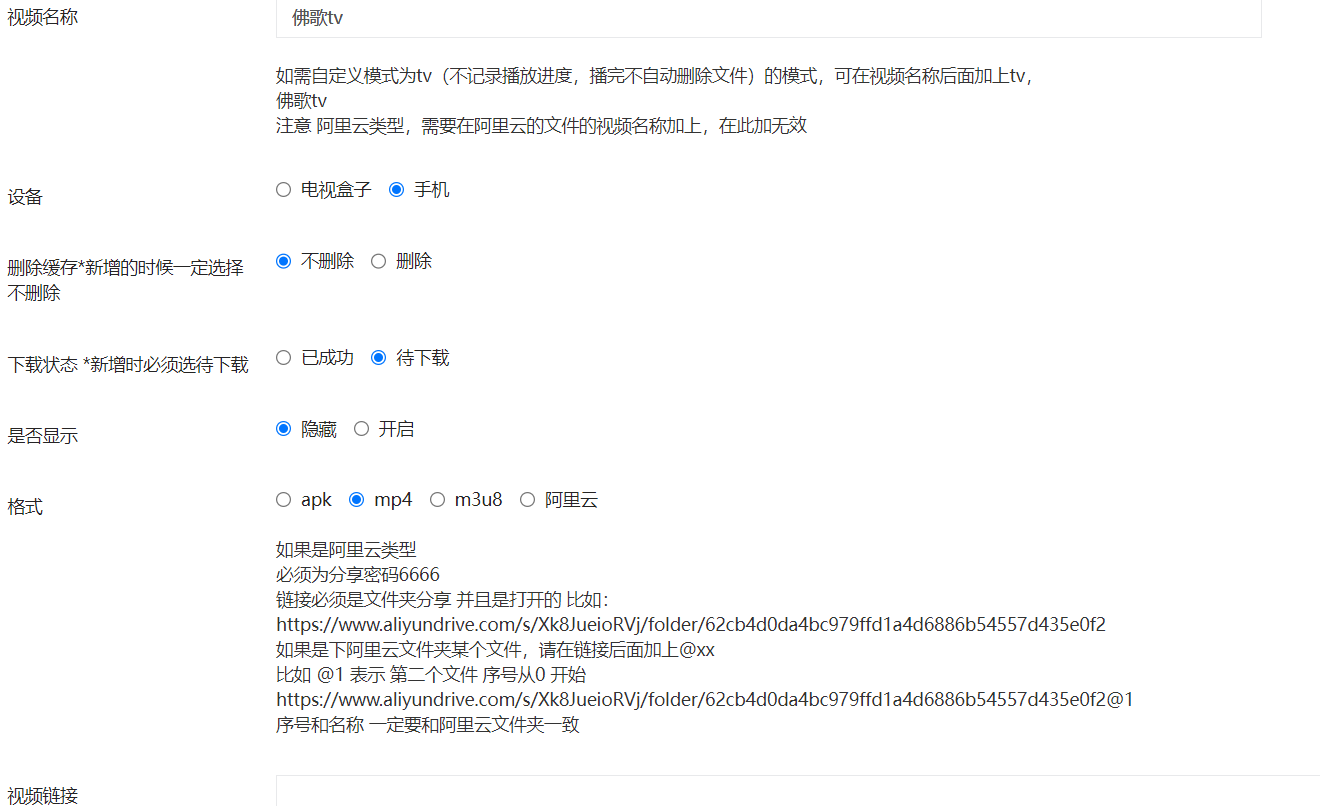 视频名称
佛歌tv
如需自定义模式为tv（不记录播放进度，播完不自动删除文件）的模式，可在视频名称后面加上tv，
佛歌tv
注意 阿里云类型，需要在阿里云的文件的视频名称加上，在此加无效
设备
电视盒子 手机
删除缓存*新增的时候一定选择
不删除
不删除 删除
下载状态 *新增时必须选待下载
已成功 待下载
是否显示
隐藏 开启
格式
apk mp4 m3u8 阿里云
如果是阿里云类型
必须为分享密码6666
链接必须是文件夹分享 并且是打开的 比如：
https://www.aliyundrive.com/s/Xk8JueioRVj/folder/62cb4d0da4bc979ffd1a4d6886b54557d435e0f2
如果是下阿里云文件夹某个文件，请在链接后面加上@xx
比如 @1 表示 第二个文件 序号从0 开始
https://www.aliyundrive.com/s/Xk8JueioRVj/folder/62cb4d0da4bc979ffd1a4d6886b54557d435e0f2@1
序号和名称 一定要和阿里云文件夹一致
视频链接